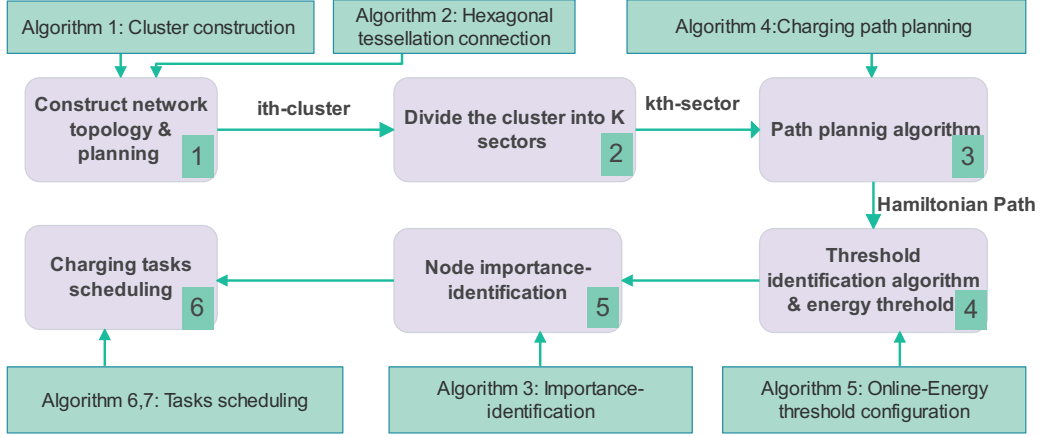 Algorithm 1: Cluster construction
Algorithm 2: Hexagonal
tessellation connection
Algorithm 4:Charging path planning
Construct network
topology &
planning
1
ith-cluster
Divide the cluster into K
sectors
2
kth-sector
Path plannig algorithm
3
Hamiltonian Path
Threshold
identification algorithm
& energy threhold
4
Node importance-
identification
5
Charging tasks
scheduling
6
Algorithm 6,7: Tasks scheduling
Algorithm 3: Importance-
identification
Algorithm 5: Online-Energy
threshold configuration